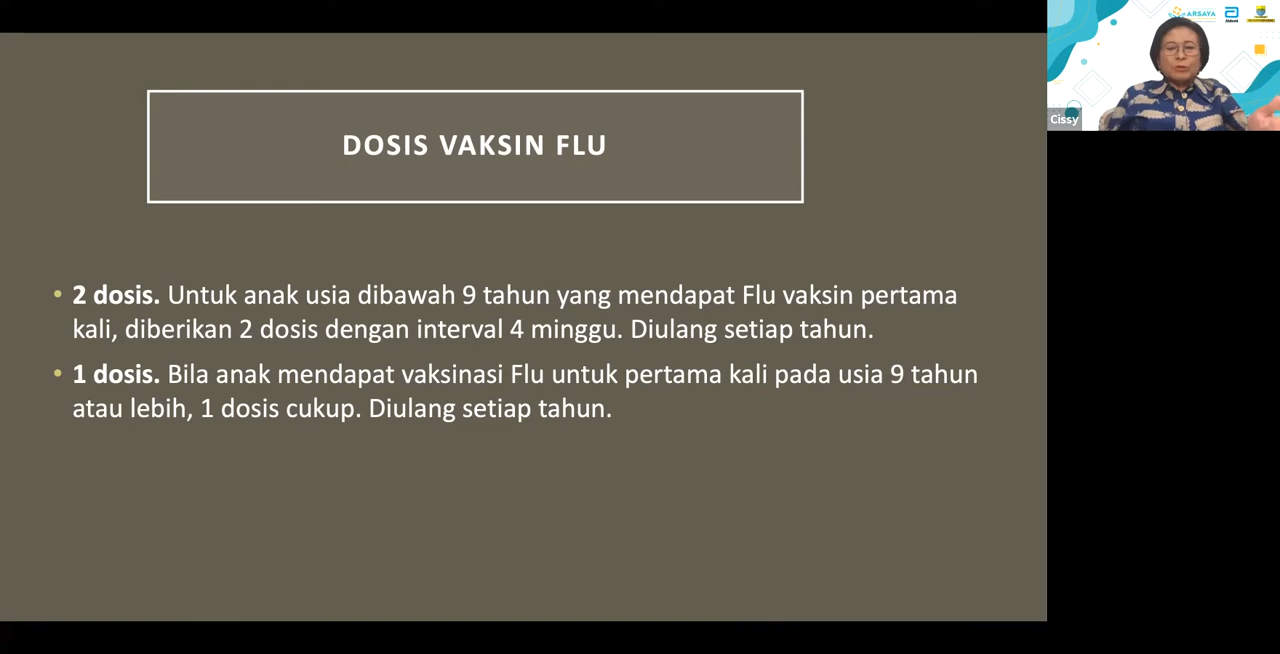 DOSIS VAKSIN FLU
• 2 dosis. Untuk anak usia dibawah 9 tahun yang mendapat Flu vaksin pertama
kali, diberikan 2 dosis dengan interval 4 minggu. Diulang setiap tahun.
• 1 dosis. Bila anak mendapat vaksinasi Flu untuk pertama kali pada usia 9 tahun
atau lebih, 1 dosis cukup. Diulang setiap tahun.
ARSAYA
Abbott
Cissy